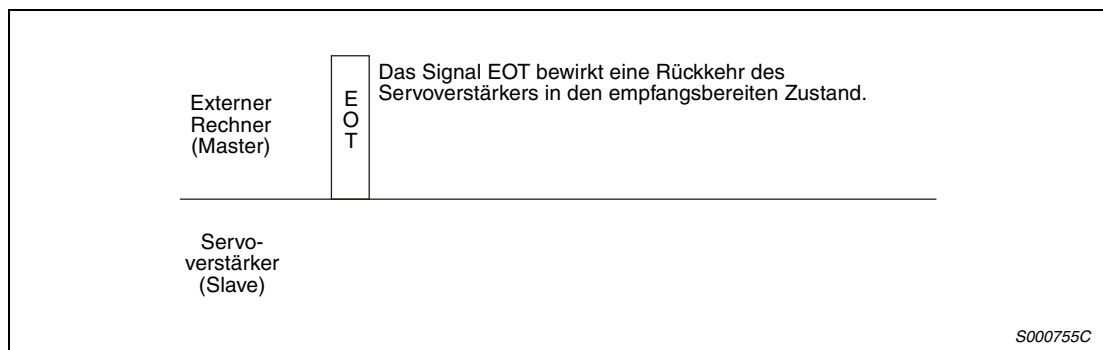 Externer
Rechner
(Master)
E
O
T
Das Signal EOT bewirkt eine Rückkehr des
Servoverstärkers in den empfangsbereiten Zustand.
Servo-
verstärker
(Slave)
S000755C